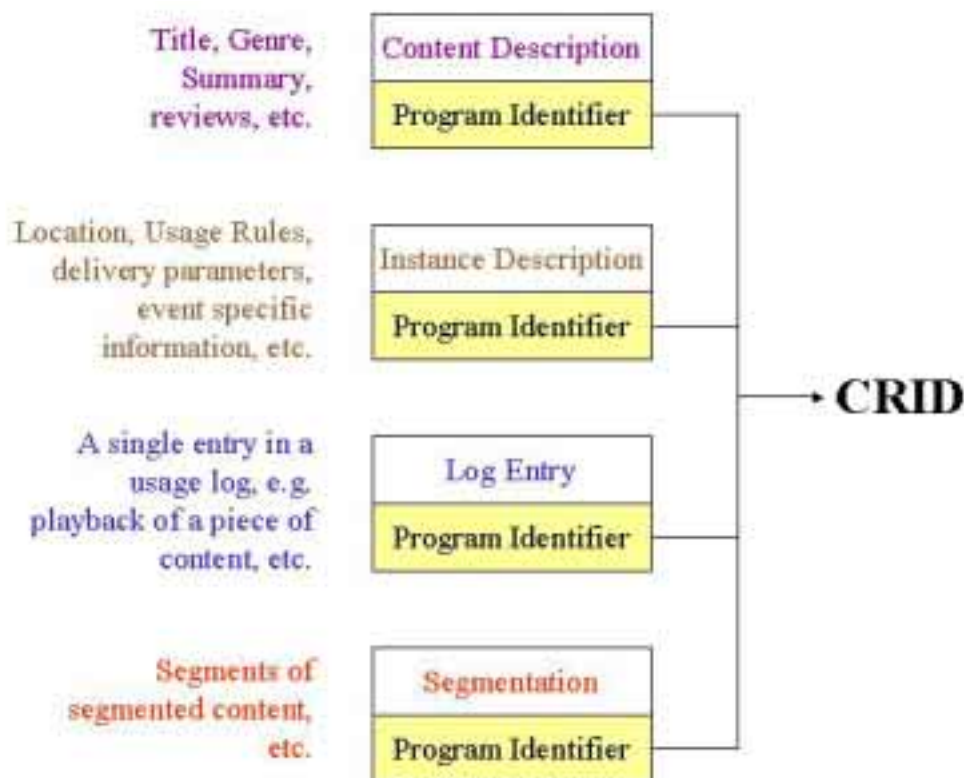 Title, Genre,
Summary,
reviews, etc.
Content Description
Program Identifier
Location, Usage Rules,
delivery parameters,
event specific
information, etc.
Instance Description
Program Identifier
CRID
A single entry in a
usage log, e.g.
playback of a piece of
content, etc.
Log Entry
Program Identifier
Segments of
segmented content,
etc.
Segmentation
Program Identifier